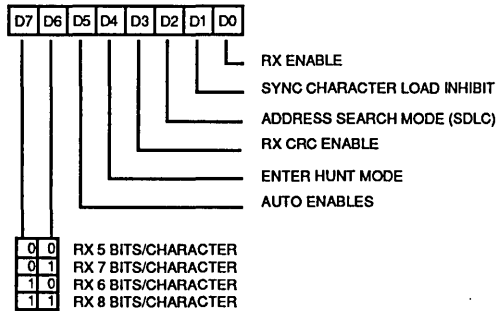 D7 D6 D5 D4 D3 D2 D1 D0
RX ENABLE
SYNC CHARACTER LOAD INHIBIT
ADDRESS SEARCH MODE (SDLC)
RX CRC ENABLE
ENTER HUNT MODE
AUTO ENABLES
0 0 RX 5 BITS/CHARACTER
0 1 RX 7 BITS/CHARACTER
1 0 RX 6 BITS/CHARACTER
1 1 RX 8 BITS/CHARACTER